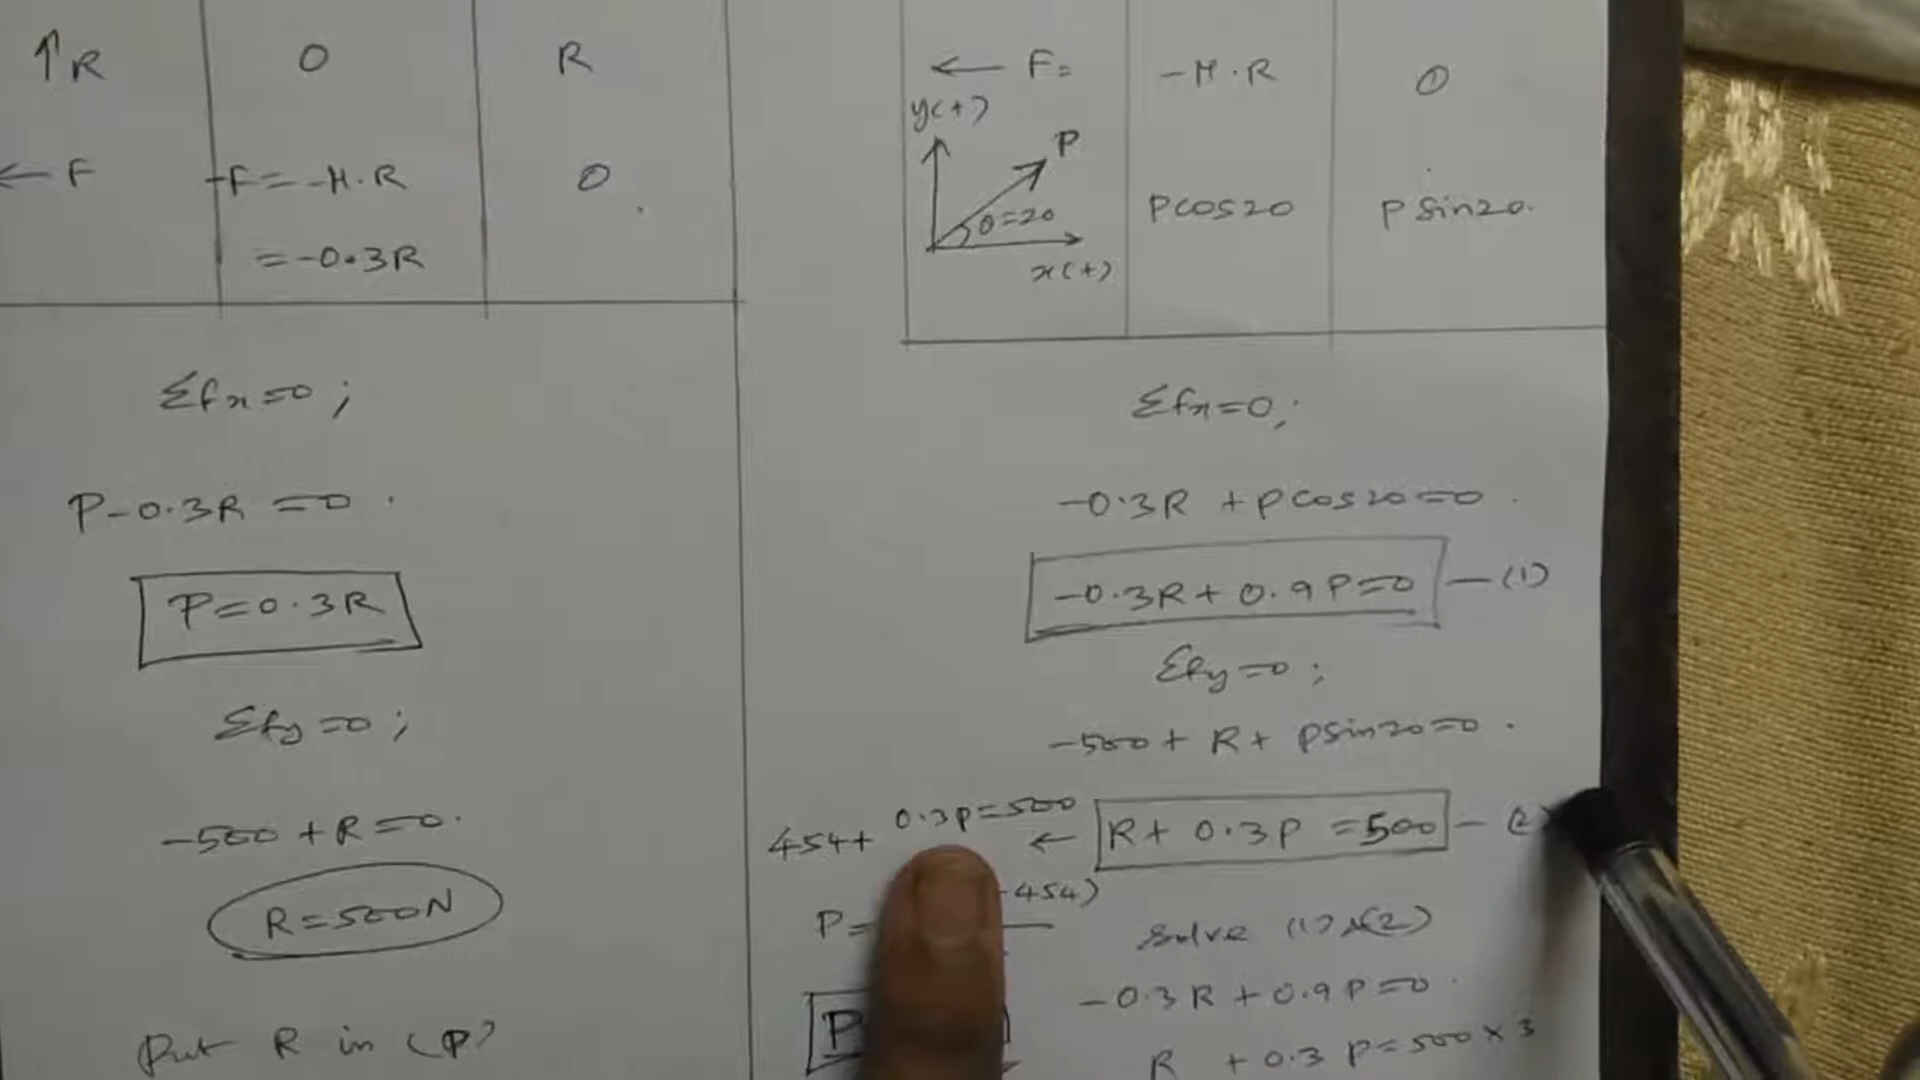 ↑R 0 R
← F -F = -M.R 0
= -0.3R
Σfx=0;
P-0.3R =0.
P=0.3R
Σfy=0;
-500+R=0.
R=500N
Put R in (P)
← F= -M.R 0
y(+)
P
θ=20 Pcos20 Psin20.
x(+)
Σfx=0;
-0.3R + Pcos20=0.
-0.3R+0.9P=0 -(1)
Σfy=0;
-500+ R+ Psin20=0.
454+ 0.3P=500 ← R+ 0.3P =500 - (2)
-454)
P= solve (1)&(2)
-0.3R+0.9P=0.
P R +0.3 P=500×3